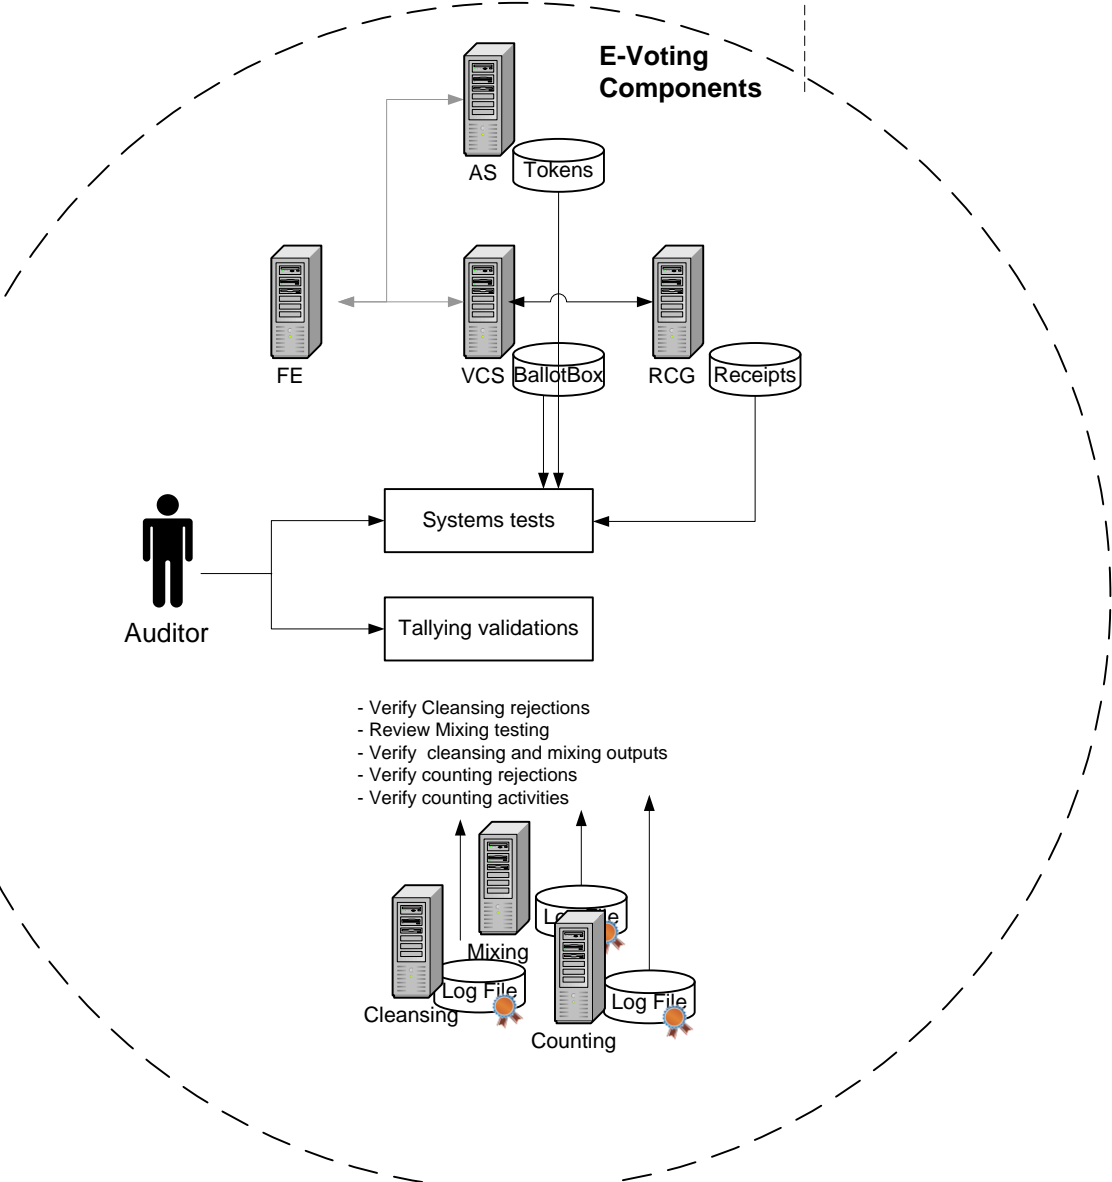 E-Voting
Components
AS
Tokens
FE
VCS
BallotBox
RCG
Receipts
Systems tests
Auditor
Tallying validations
- Verify Cleansing rejections
- Review Mixing testing
- Verify  cleansing and mixing outputs
- Verify counting rejections
- Verify counting activities
Log File
Mixing
Log File
Log File
Cleansing
Counting